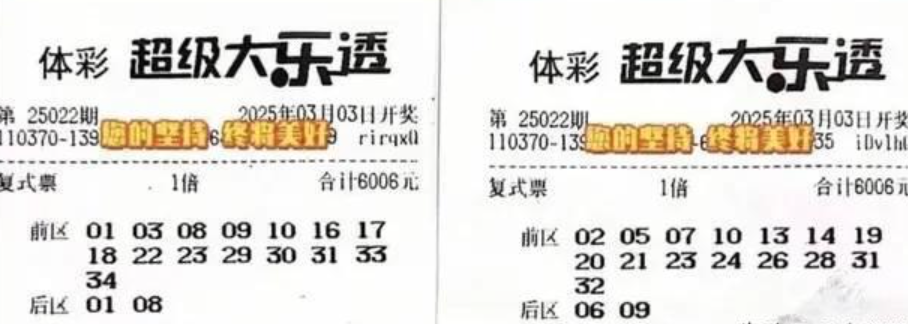 体彩 超级大乐透
第 25022期 2025年03月03日开奖
110370-139 您的坚持 6 终将美好 9 rirqxQ
复式票 1倍 合计6006元
前区 01 03 08 09 10 16 17
18 22 23 29 30 31 33
34
后区 01 08
体彩 超级大乐透
第 25022期 2025年03月03日开奖
110370-139 您的坚持 -6 终将美好 35
复式票 1倍 合计6006元
前区 02 05 07 10 13 14 19
20 21 23 24 26 28 31
32
后区 06 09